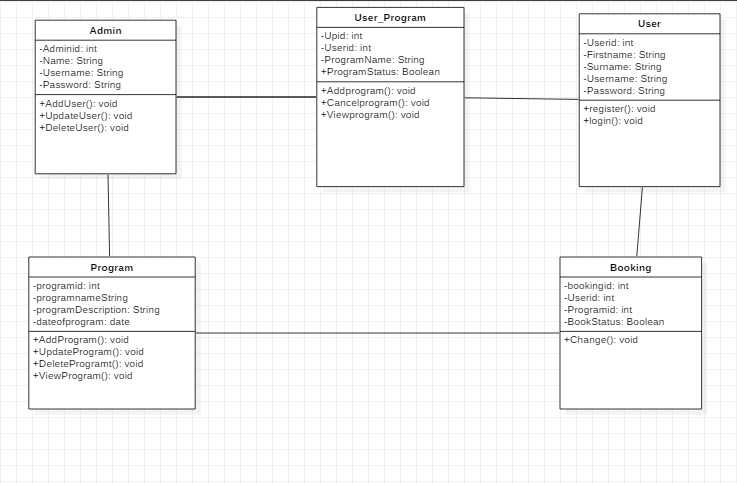 Admin
-Adminid: int
-Name: String
-Username: String
-Password: String
+AddUser(): void
+UpdateUser(): void
+DeleteUser(): void
User_Program
-Upid: int
-Userid: int
-ProgramName: String
+ProgramStatus: Boolean
+Addprogram(): void
+Cancelprogram(): void
+Viewprogram(): void
User
-Userid: int
-Firstname: String
-Surname: String
-Username: String
-Password: String
+register(): void
+login(): void
Program
-programid: int
-programnameString
-programDescription: String
-dateofprogram: date
+AddProgram(): void
+UpdateProgram(): void
+DeleteProgramt(): void
+ViewProgram(): void
Booking
-bookingid: int
-Userid: int
-Programid: int
-BookStatus: Boolean
+Change(): void